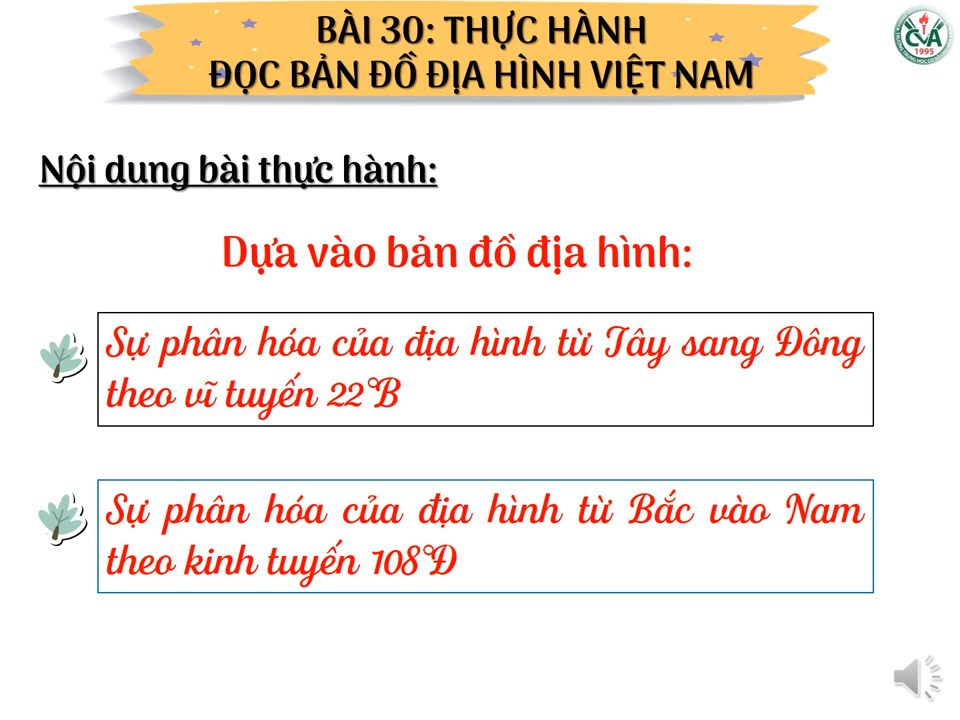 BÀI 30: THỰC HÀNH
ĐỌC BẢN ĐỒ ĐỊA HÌNH VIỆT NAM
CVA
1995
Nội dung bài thực hành:
Dựa vào bản đồ địa hình:
Sự phân hóa của địa hình từ Tây sang Đông
theo vĩ tuyến 22°B
Sự phân hóa của địa hình từ Bắc vào Nam
theo kinh tuyến 108°Đ